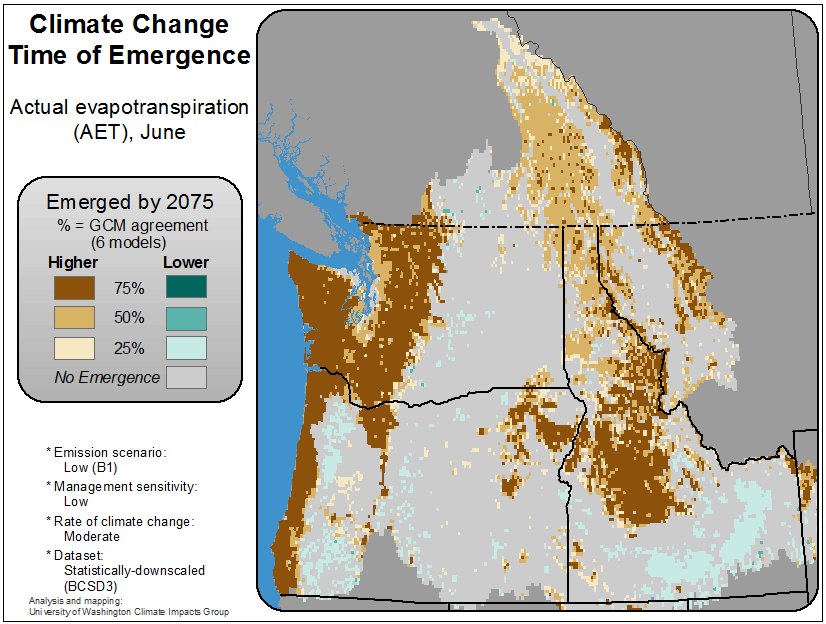 Climate Change
Time of Emergence
Actual evapotranspiration
(AET), June
Emerged by 2075
% = GCM agreement
(6 models)
Higher Lower
75%
50%
25%
No Emergence
* Emission scenario:
Low (B1)
* Management sensitivity:
Low
* Rate of climate change:
Moderate
* Dataset:
Statistically-downscaled
(BCSD3)
Analysis and mapping:
University of Washington Climate Impacts Group